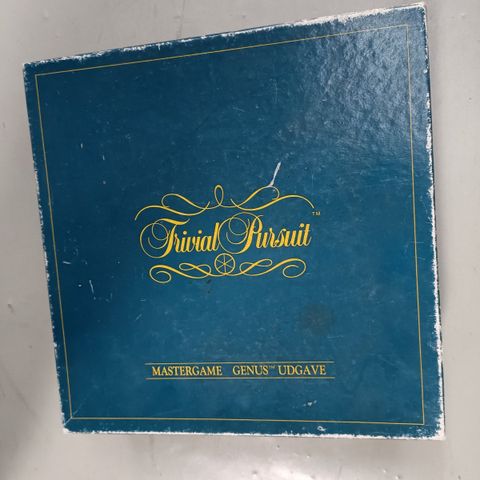 Trivial Pursuit™
MASTERGAME GENUS™ UDGAVE